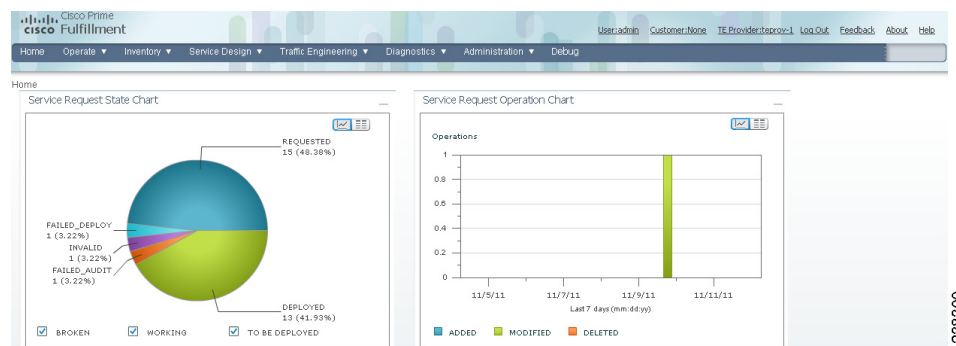 Cisco Prime
cisco Fulfillment
User:admin Customer:None TE Provider:teprov-1 Log Out Feedback About Help
Home Operate ▼ Inventory ▼ Service Design ▼ Traffic Engineering ▼ Diagnostics ▼ Administration ▼ Debug
Home
Service Request State Chart
REQUESTED
15 (48.38%)
FAILED_DEPLOY
1 (3.22%)
INVALID
1 (3.22%)
FAILED_AUDIT
1 (3.22%)
DEPLOYED
13 (41.93%)
BROKEN WORKING TO BE DEPLOYED
Service Request Operation Chart
Operations
1
0.8
0.6
0.4
0.2
0
11/5/11 11/7/11 11/9/11 11/11/11
Last 7 days (mm:dd:yy)
ADDED MODIFIED DELETED